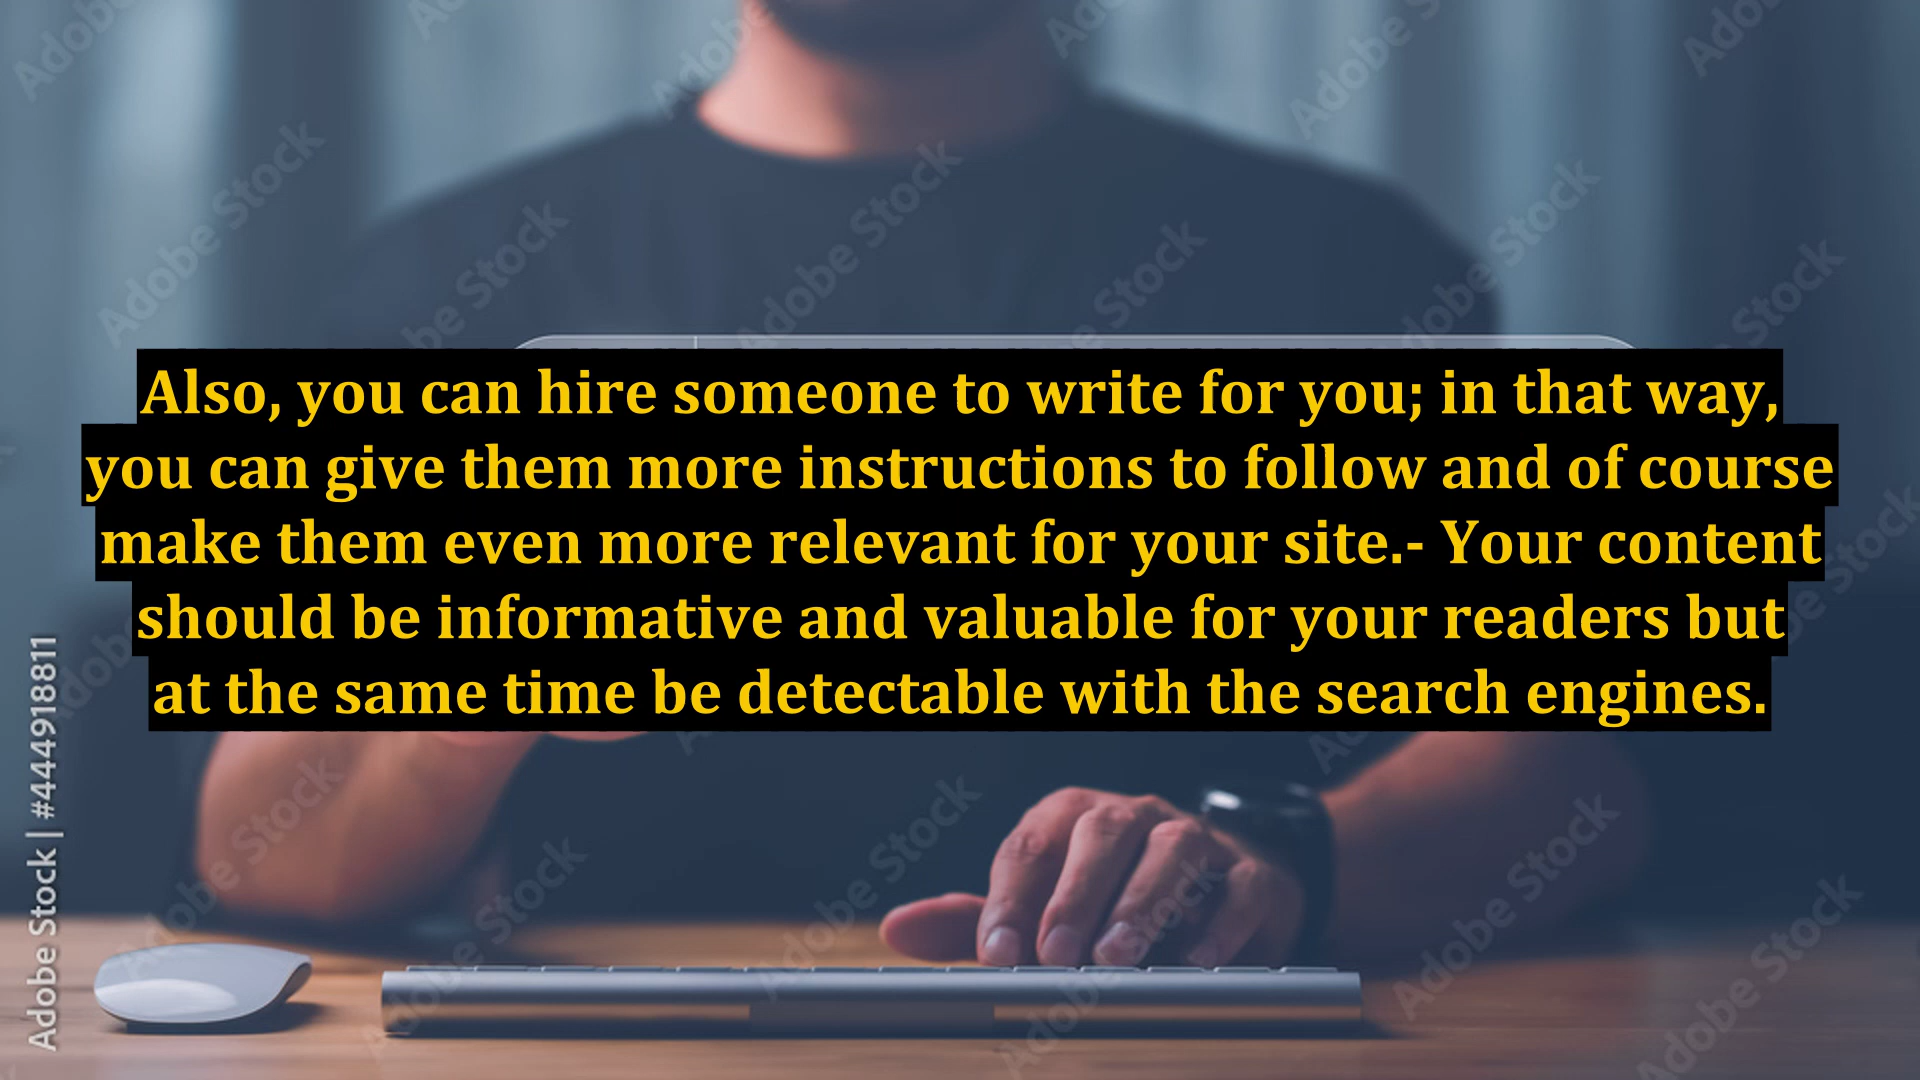 Also, you can hire someone to write for you; in that way,
you can give them more instructions to follow and of course
make them even more relevant for your site.- Your content
should be informative and valuable for your readers but
at the same time be detectable with the search engines.
Adobe Stock | #444918811
Adobe Stock